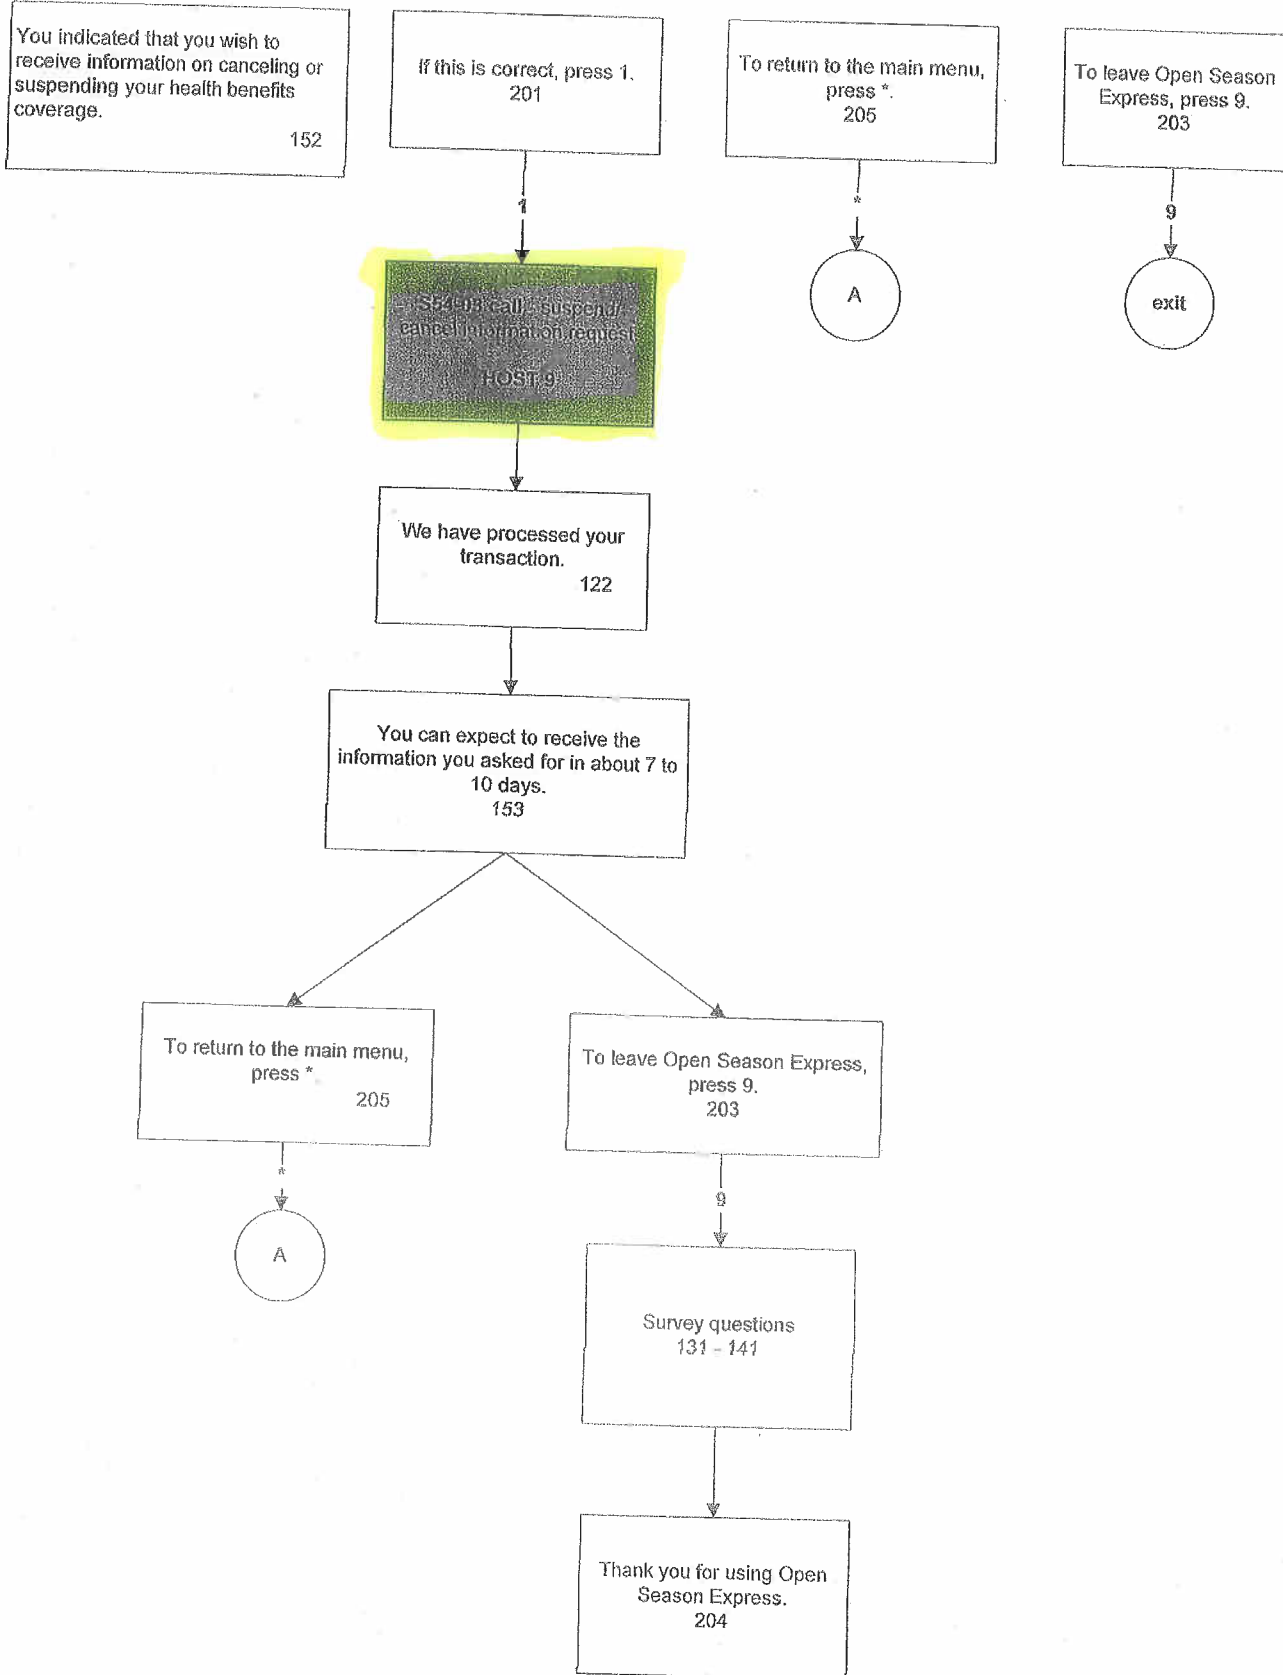 You indicated that you wish to
receive information on canceling or
suspending your health benefits
coverage.
152
If this is correct, press 1.
201
To return to the main menu,
press *.
205
To leave Open Season
Express, press 9.
203
1
*
9
A
exit
call - suspend/
cancel information request
HOST 9
We have processed your
transaction.
122
You can expect to receive the
information you asked for in about 7 to
10 days.
153
To return to the main menu,
press *.
205
To leave Open Season Express,
press 9.
203
*
9
A
Survey questions
131 - 141
Thank you for using Open
Season Express.
204